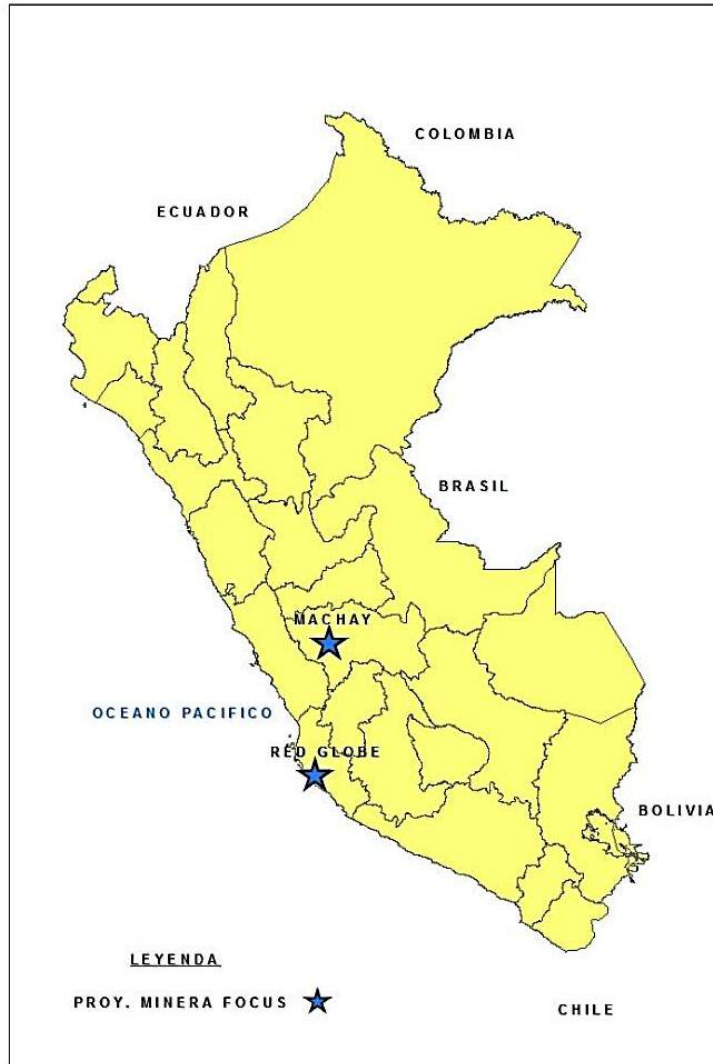 COLOMBIA
ECUADOR
BRASIL
MACHAY
OCEANO PACIFICO
RED GLOBE
BOLIVIA
LEYENDA
PROY. MINERA FOCUS
CHILE